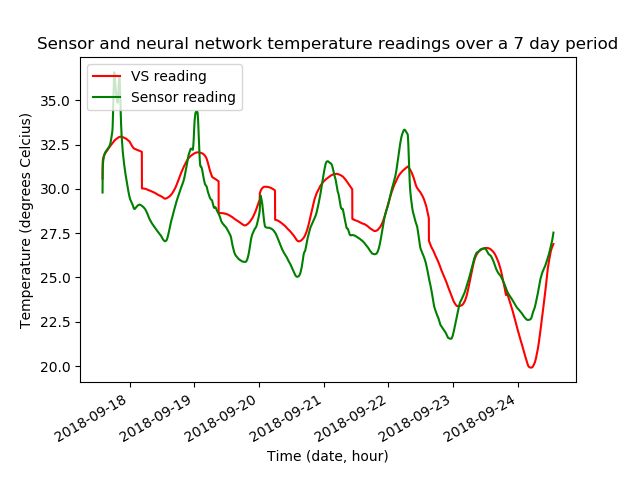 Sensor and neural network temperature readings over a 7 day period
VS reading
Sensor reading
35.0
32.5
30.0
27.5
25.0
22.5
20.0
Temperature (degrees Celcius)
2018-09-18
2018-09-19
2018-09-20
2018-09-21
2018-09-22
2018-09-23
2018-09-24
Time (date, hour)